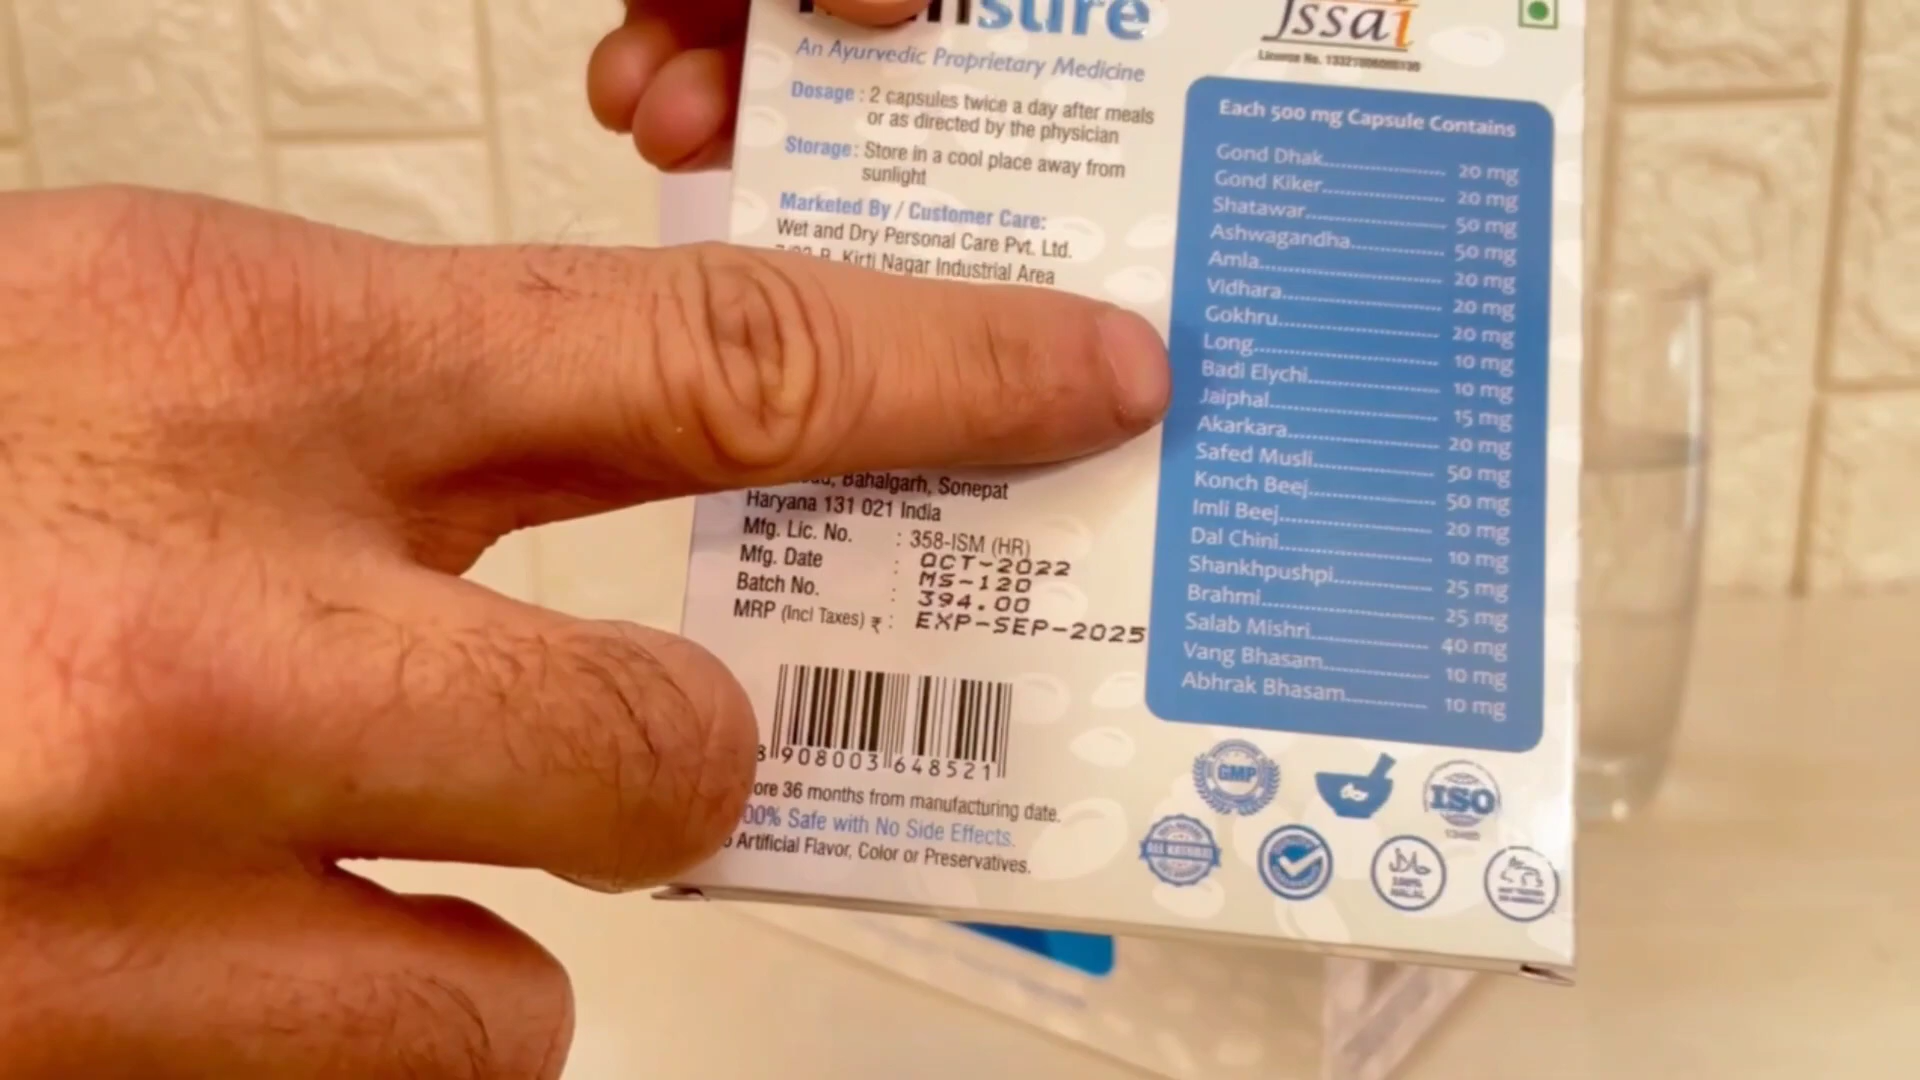 sure
fssai
An Ayurvedic Proprietary Medicine
Dosage : 2 capsules twice a day after meals
or as directed by the physician
Storage : Store in a cool place away from
sunlight
Marketed By / Customer Care:
Wet and Dry Personal Care Pvt. Ltd.
Kirti Nagar Industrial Area
Bahalgarh, Sonepat
Haryana 131 021 India
Mfg. Lic. No. : 358-ISM (HR)
Mfg. Date : OCT-2022
Batch No. : MS-120
MRP (Incl Taxes) ₹ : 394.00
EXP-SEP-2025
8 908003 648521
36 months from manufacturing date.
Safe with No Side Effects.
Artificial Flavor, Color or Preservatives.
Each 500 mg Capsule Contains
Gond Dhak 20 mg
Gond Kiker 20 mg
Shatawar 50 mg
Ashwagandha 50 mg
Amla 20 mg
Vidhara 20 mg
Gokhru 20 mg
Long 10 mg
Badi Elychi 10 mg
Jaiphal 15 mg
Akarkara 20 mg
Safed Musli 50 mg
Konch Beej 50 mg
Imli Beej 20 mg
Dal Chini 10 mg
Shankhpushpi 25 mg
Brahmi 25 mg
Salab Mishri 40 mg
Vang Bhasam 10 mg
Abhrak Bhasam 10 mg
GMP
ISO
ALL NATURAL
100%
HALAL